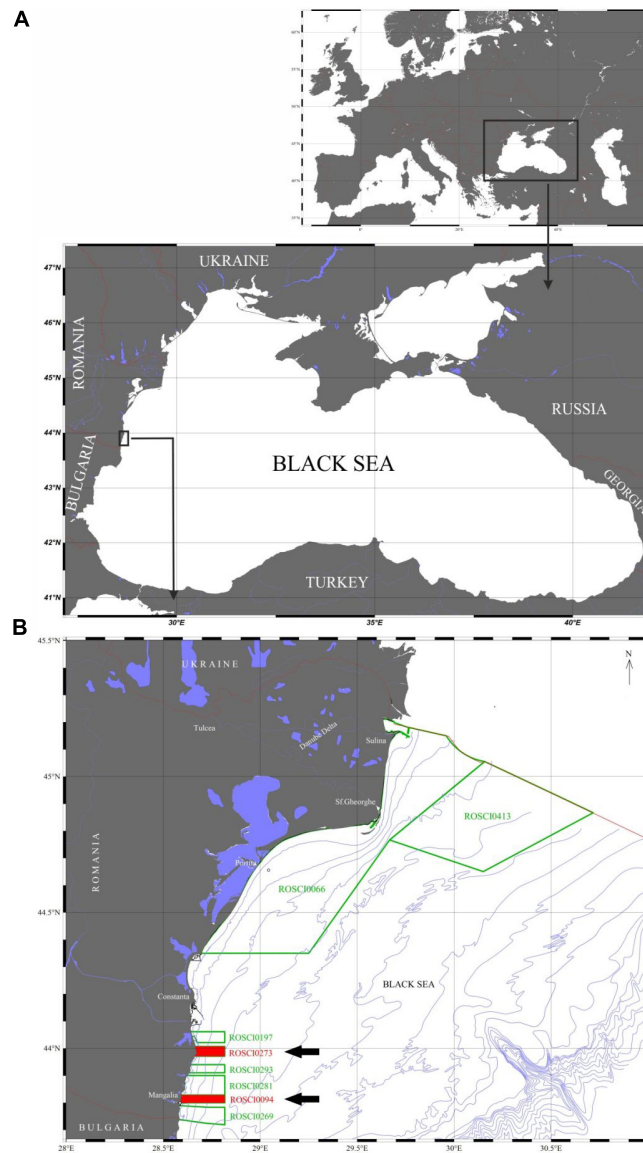 A
UKRAINE
47°N
46°N
ROMANIA
45°N
RUSSIA
44°N
BULGARIA
BLACK SEA
43°N
GEORGIA
42°N
TURKEY
41°N
30°E
35°E
40°E
B
45.5°N
UKRAINE
N
Tulcea
Danube Delta
Sulina
45°N
Sf.Gheorghe
ROSCI0413
ROMANIA
Portita
ROSCI0066
44.5°N
BLACK SEA
Constanta
ROSCI0197
44°N
ROSCI0273
ROSCI0293
ROSCI0281
Mangalia
ROSCI0094
ROSCI0269
BULGARIA
28°E
28.5°E
29°E
29.5°E
30°E
30.5°E